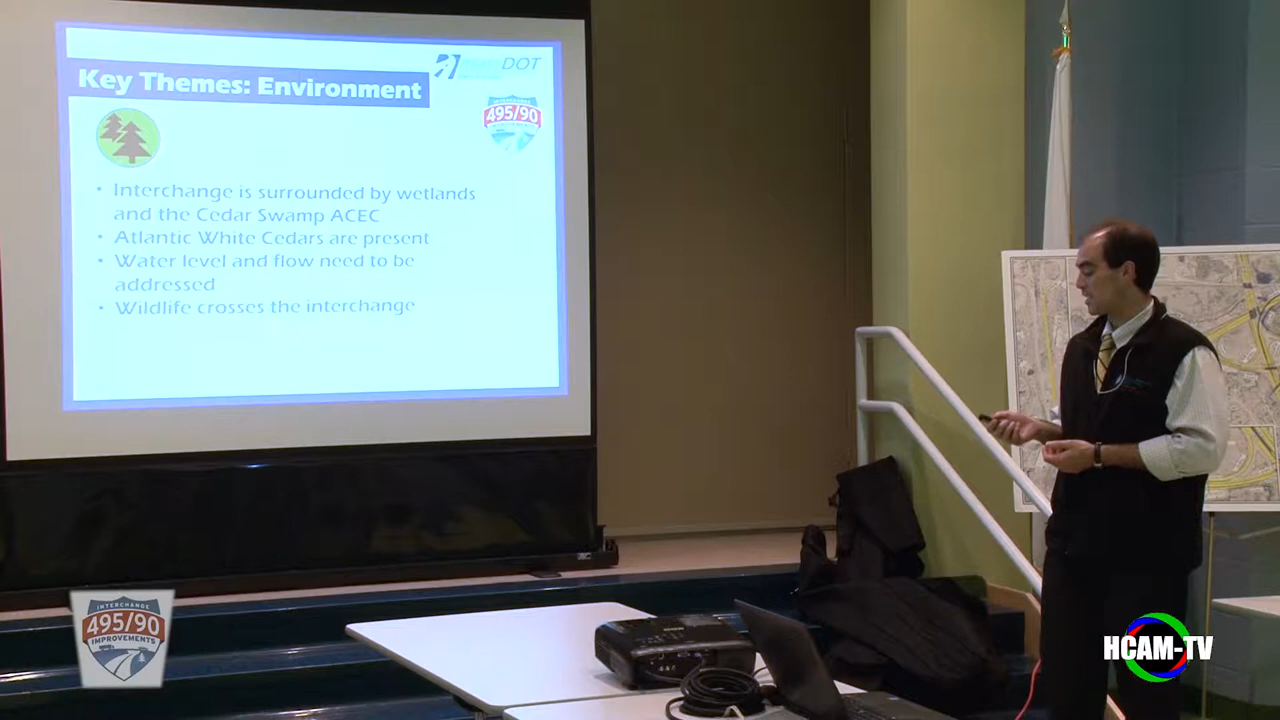 DOT
Key Themes: Environment
INTERCHANGE
495/90
• Interchange is surrounded by wetlands
and the Cedar Swamp ACEC
• Atlantic White Cedars are present
• Water level and flow need to be
addressed
• Wildlife crosses the interchange
INTERCHANGE
495/90
IMPROVEMENTS
HCAM-TV